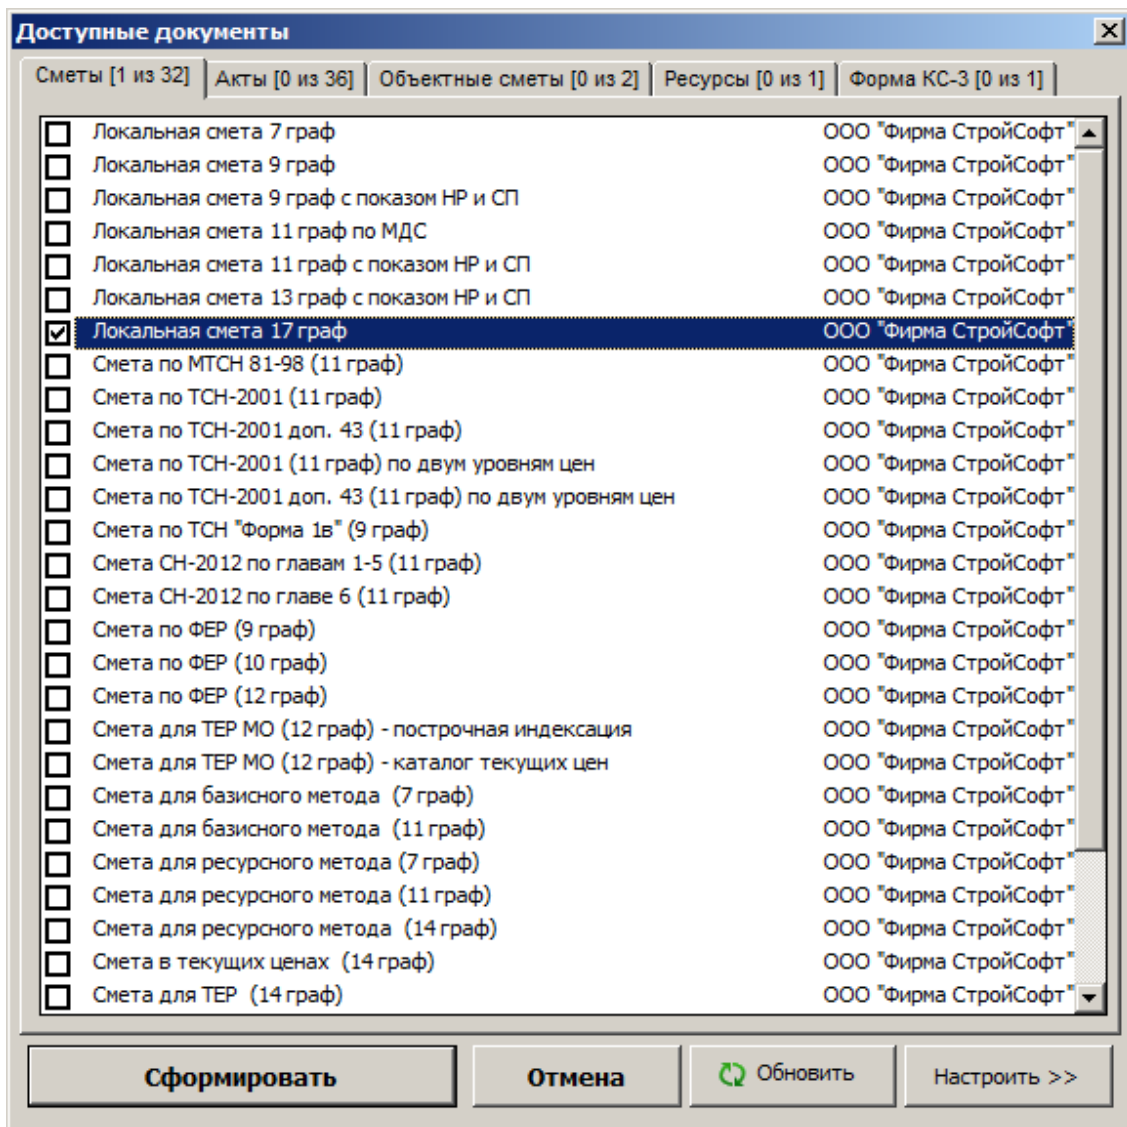 Доступные документы
Сметы [1 из 32] Акты [0 из 36] Объектные сметы [0 из 2] Ресурсы [0 из 1] Форма КС-3 [0 из 1]
Локальная смета 7 граф ООО "Фирма СтройСофт"
Локальная смета 9 граф ООО "Фирма СтройСофт"
Локальная смета 9 граф с показом НР и СП ООО "Фирма СтройСофт"
Локальная смета 11 граф по МДС ООО "Фирма СтройСофт"
Локальная смета 11 граф с показом НР и СП ООО "Фирма СтройСофт"
Локальная смета 13 граф с показом НР и СП ООО "Фирма СтройСофт"
Локальная смета 17 граф ООО "Фирма СтройСофт"
Смета по МТСН 81-98 (11 граф) ООО "Фирма СтройСофт"
Смета по ТСН-2001 (11 граф) ООО "Фирма СтройСофт"
Смета по ТСН-2001 доп. 43 (11 граф) ООО "Фирма СтройСофт"
Смета по ТСН-2001 (11 граф) по двум уровням цен ООО "Фирма СтройСофт"
Смета по ТСН-2001 доп. 43 (11 граф) по двум уровням цен ООО "Фирма СтройСофт"
Смета по ТСН "Форма 1в" (9 граф) ООО "Фирма СтройСофт"
Смета СН-2012 по главам 1-5 (11 граф) ООО "Фирма СтройСофт"
Смета СН-2012 по главе 6 (11 граф) ООО "Фирма СтройСофт"
Смета по ФЕР (9 граф) ООО "Фирма СтройСофт"
Смета по ФЕР (10 граф) ООО "Фирма СтройСофт"
Смета по ФЕР (12 граф) ООО "Фирма СтройСофт"
Смета для ТЕР МО (12 граф) - построчная индексация ООО "Фирма СтройСофт"
Смета для ТЕР МО (12 граф) - каталог текущих цен ООО "Фирма СтройСофт"
Смета для базисного метода (7 граф) ООО "Фирма СтройСофт"
Смета для базисного метода (11 граф) ООО "Фирма СтройСофт"
Смета для ресурсного метода (7 граф) ООО "Фирма СтройСофт"
Смета для ресурсного метода (11 граф) ООО "Фирма СтройСофт"
Смета для ресурсного метода (14 граф) ООО "Фирма СтройСофт"
Смета в текущих ценах (14 граф) ООО "Фирма СтройСофт"
Смета для ТЕР (14 граф) ООО "Фирма СтройСофт"
Сформировать Отмена Обновить Настроить >>